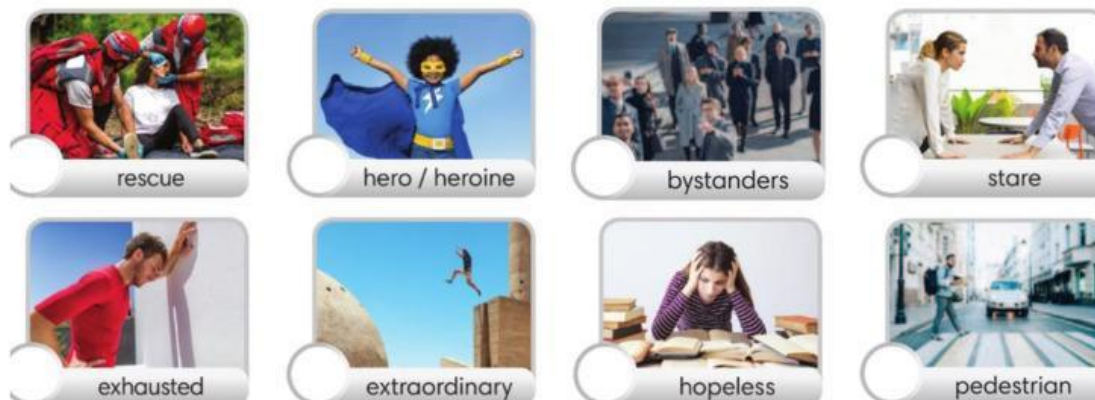 rescue
hero / heroine
bystanders
stare
exhausted
extraordinary
hopeless
pedestrian